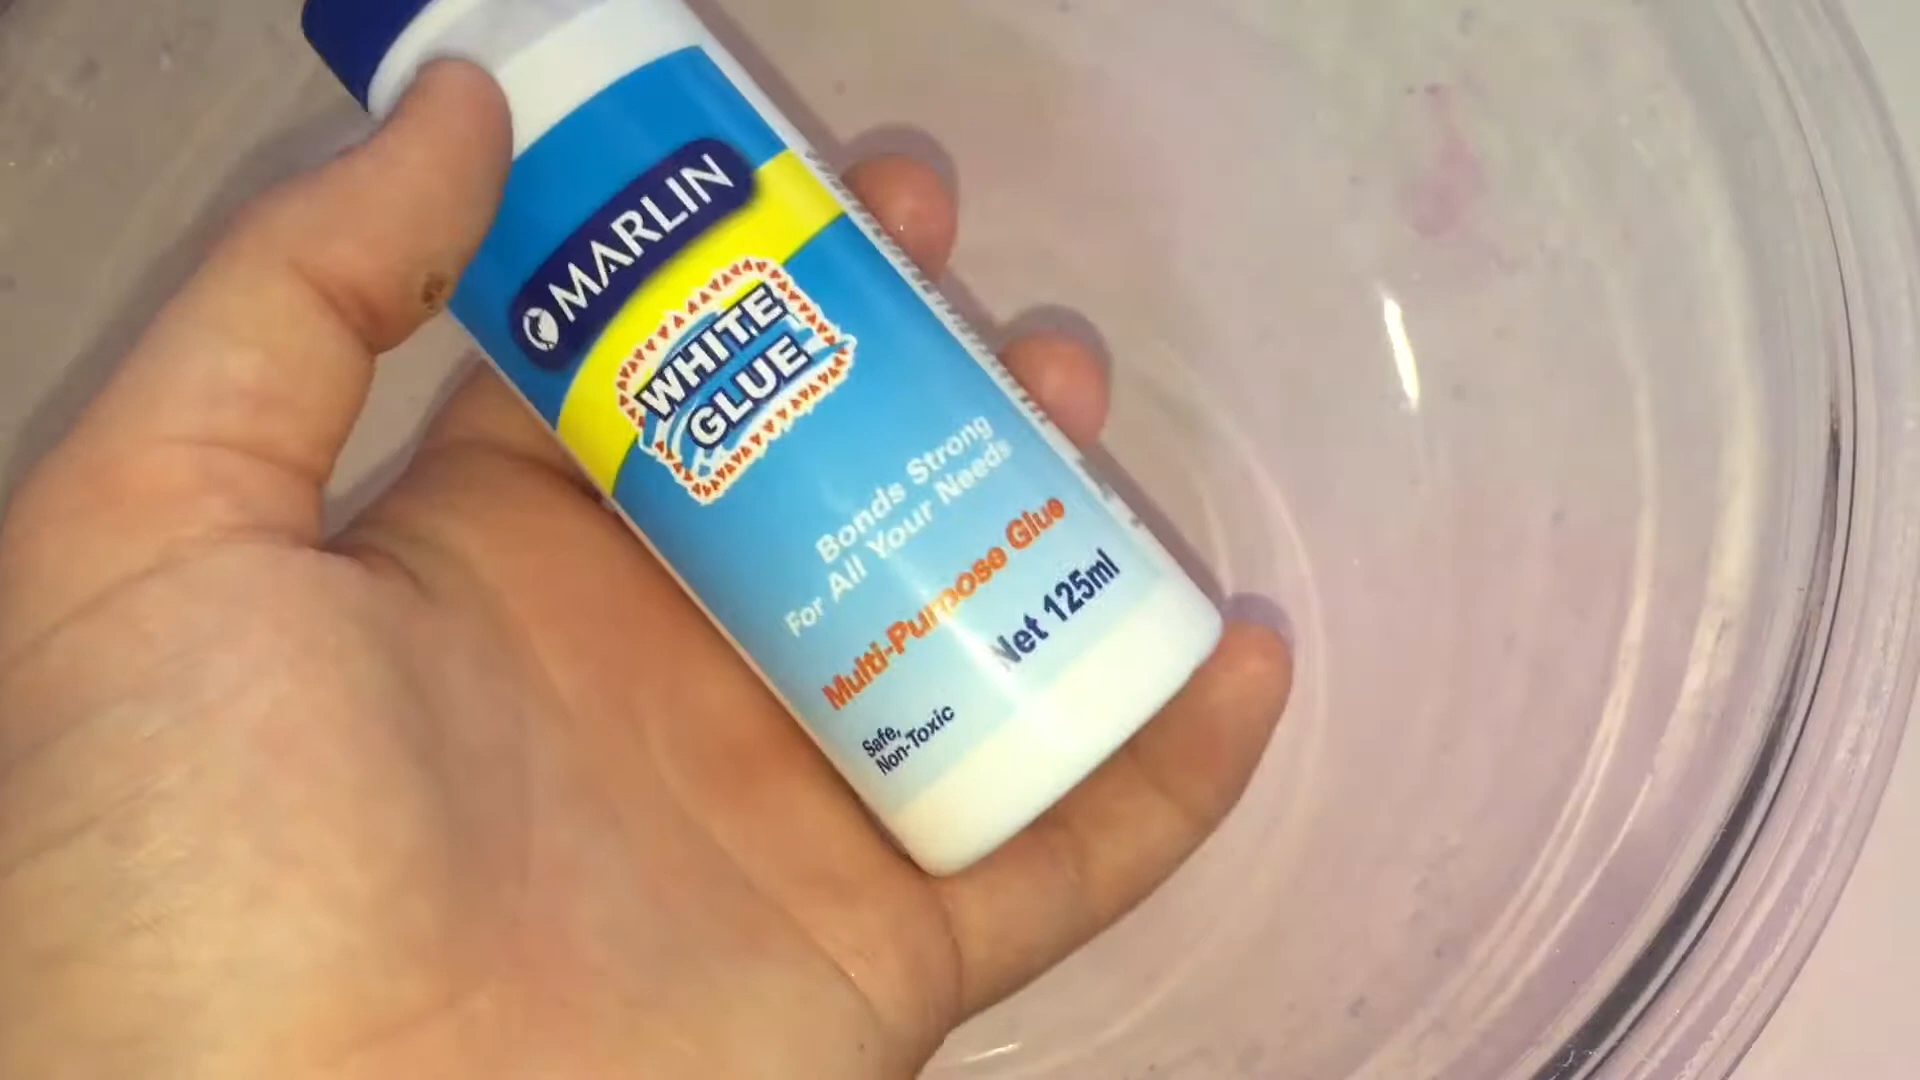 MARLIN
WHITE
GLUE
Bonds Strong
For All Your Needs
Multi-Purpose Glue
Net 125ml
Safe,
Non-Toxic